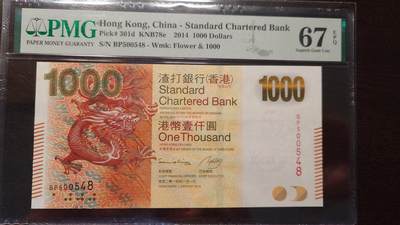 PMG
PAPER MONEY GUARANTY
Hong Kong, China - Standard Chartered Bank
Pick# 301d KNB78e 2014 1000 Dollars
S/N BP500548 - Wmk: Flower & 1000
67 EPQ
Superb Gem Unc
1000
渣打銀行(香港)
Standard
Chartered Bank
1000
港幣壹仟圓
One Thousand
BP500548
BP500548